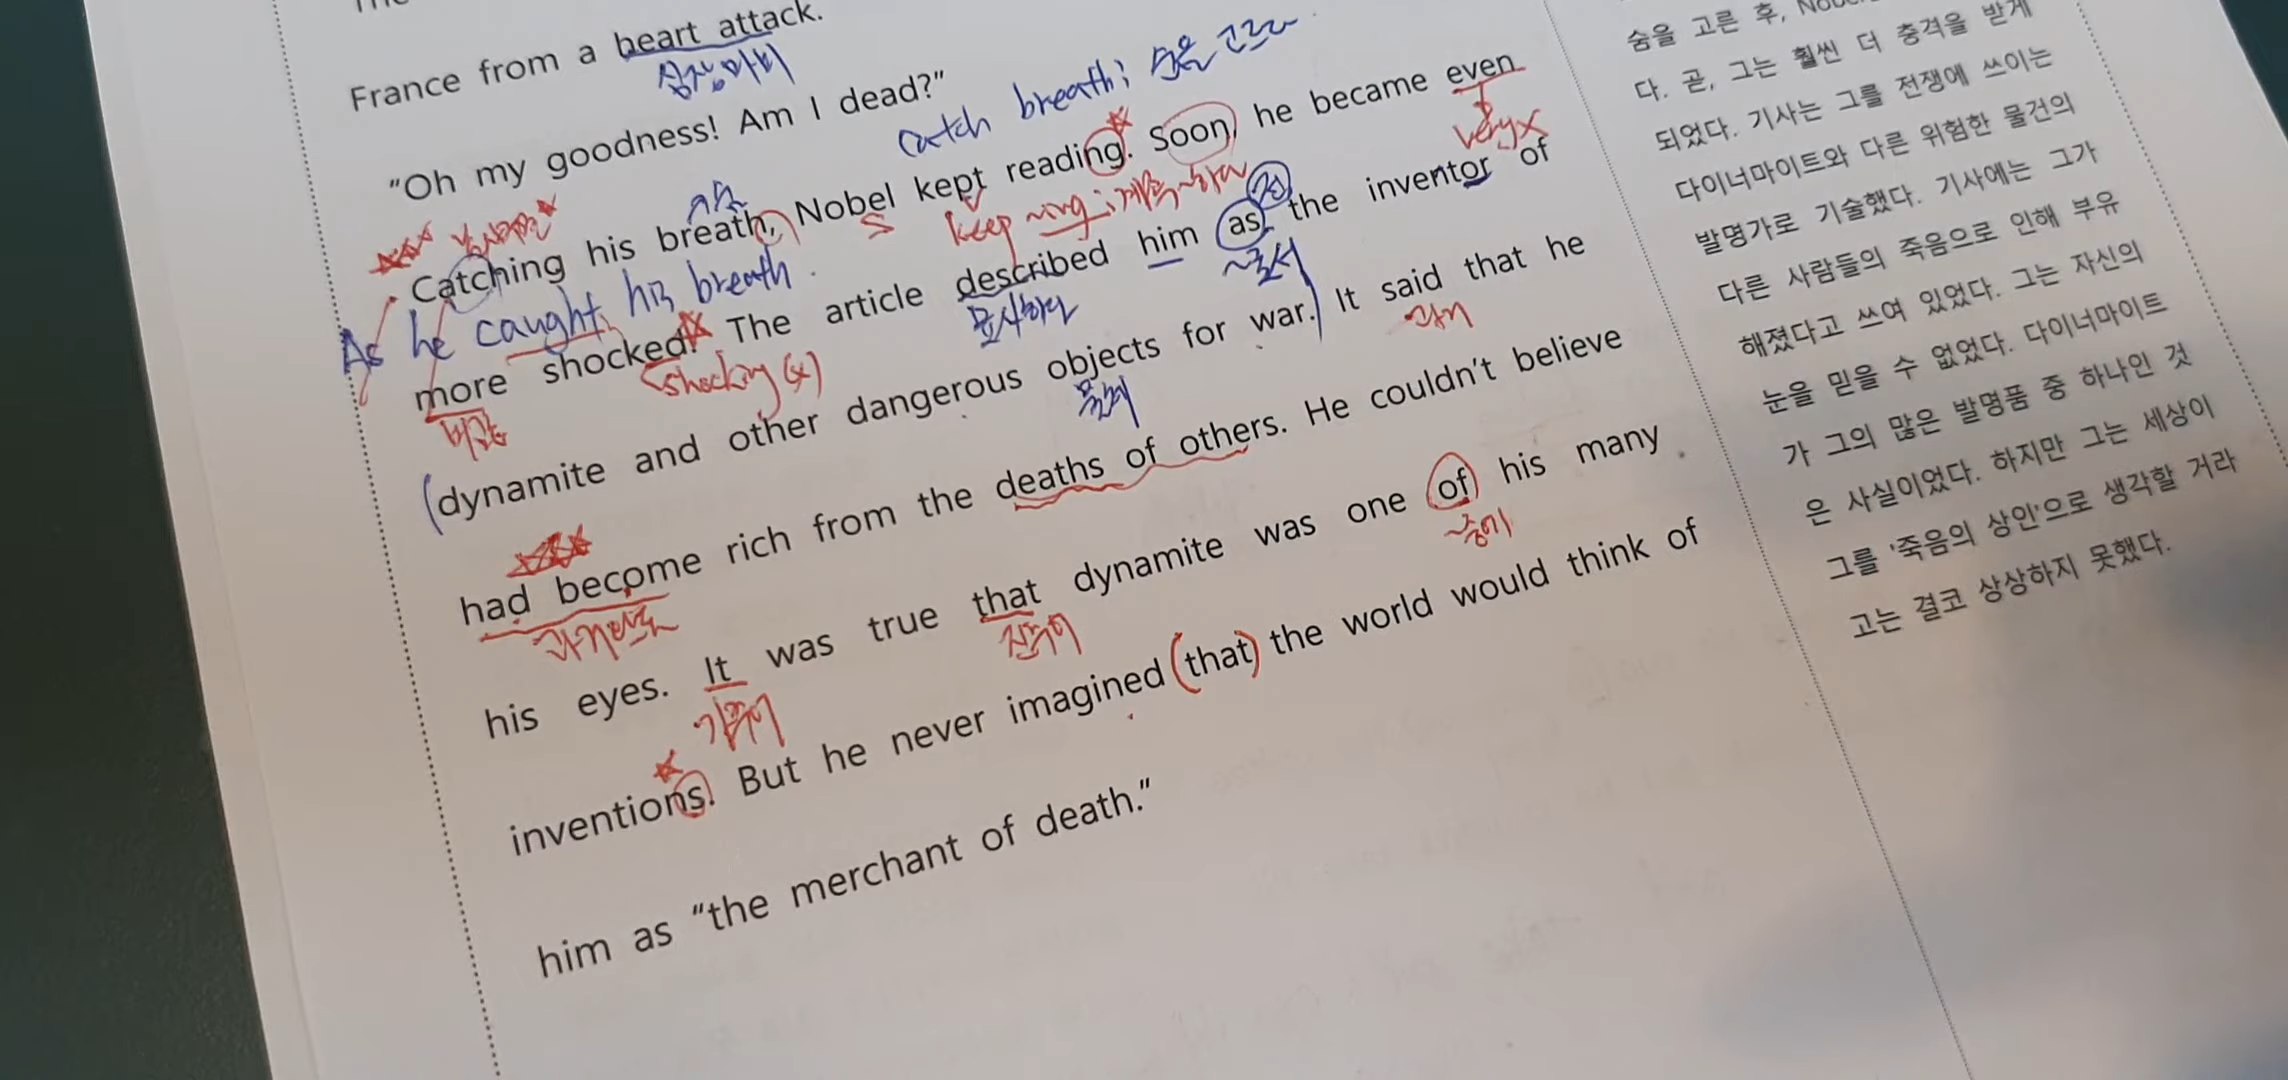 France from a heart attack.
심장마비
"Oh my goodness! Am I dead?"
catch breath; 숨을 고르다
Catching his breath, Nobel kept reading. Soon, he became even
very x
keep ~ing; 계속 ~하다
전
As he caught his breath.
more shocked. The article described him as the inventor of
비강
shocking (x)
묘사하다
~로서
dynamite and other dangerous objects for war. It said that he
물체
과거
had become rich from the deaths of others. He couldn't believe
과거완료
his eyes. It was true that dynamite was one of his many
가주어
진주어
~중에
inventions. But he never imagined (that) the world would think of
him as "the merchant of death."
숨을 고른 후,
다. 곧, 그는 훨씬 더 충격을 받게
되었다. 기사는 그를 전쟁에 쓰이는
다이너마이트와 다른 위험한 물건의
발명가로 기술했다. 기사에는 그가
다른 사람들의 죽음으로 인해 부유
해졌다고 쓰여 있었다. 그는 자신의
눈을 믿을 수 없었다. 다이너마이트
가 그의 많은 발명품 중 하나인 것
은 사실이었다. 하지만 그는 세상이
그를 '죽음의 상인'으로 생각할 거라
고는 결코 상상하지 못했다.